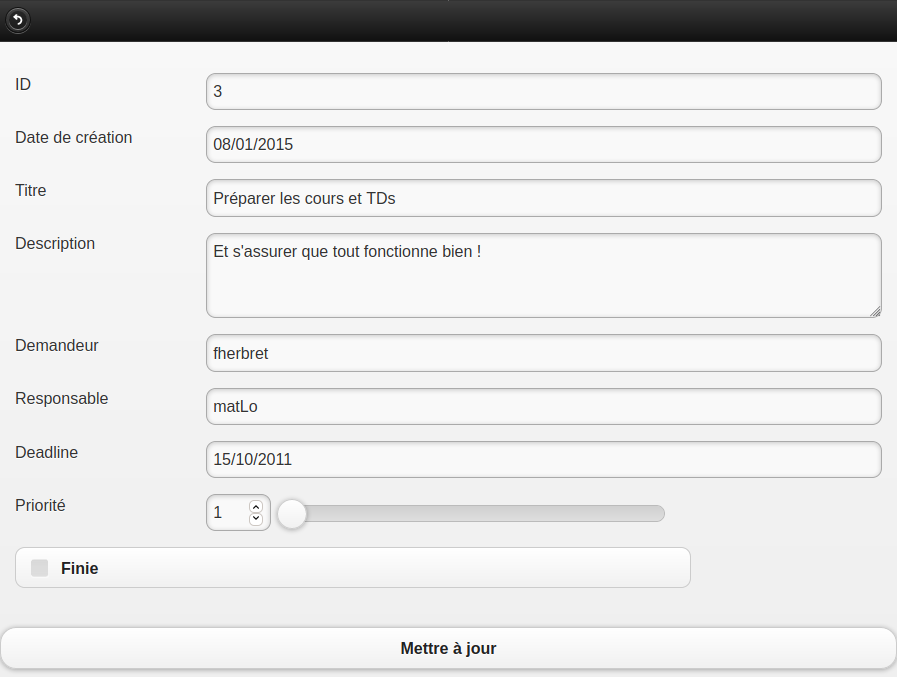 ID
3
Date de création
08/01/2015
Titre
Préparer les cours et TDs
Description
Et s'assurer que tout fonctionne bien !
Demandeur
fherbret
Responsable
matLo
Deadline
15/10/2011
Priorité
1
Finie
Mettre à jour